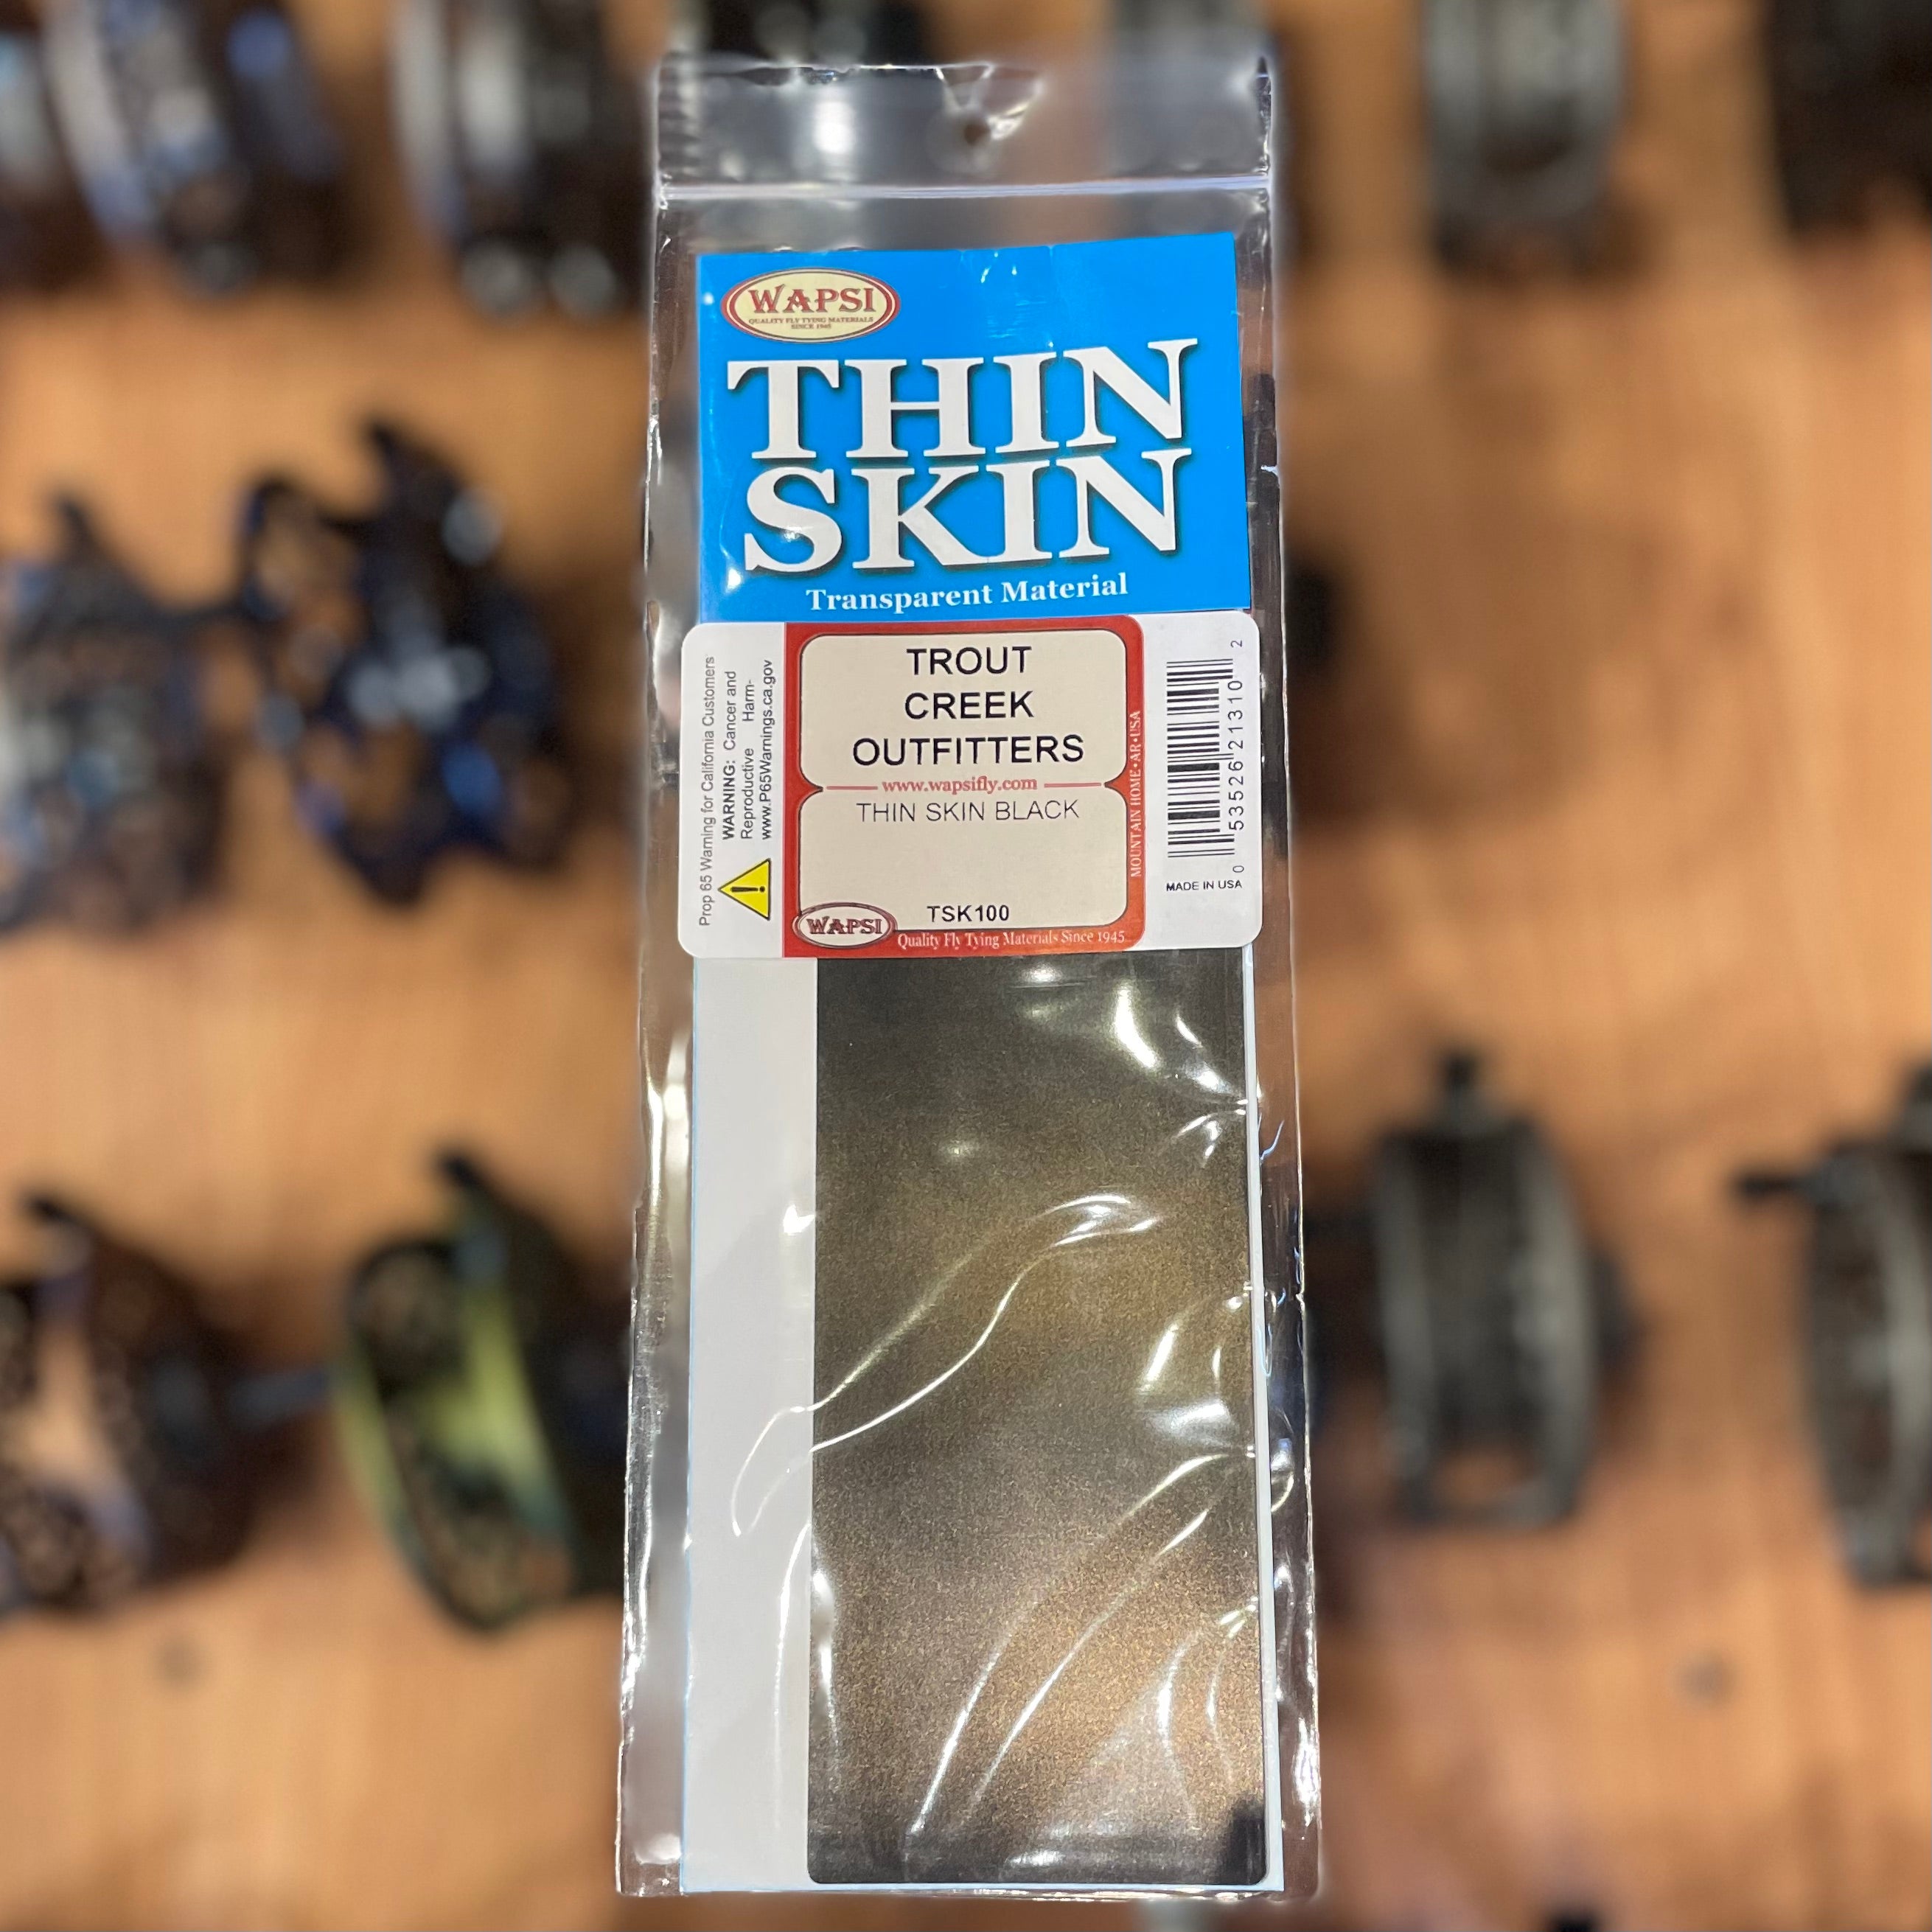 WAPSI
QUALITY FLY TYING MATERIALS
SINCE 1945
THIN
SKIN
Transparent Material
Prop 65 Warning for California Customers
WARNING: Cancer and
Reproductive Harm-
www.P65Warnings.ca.gov
TROUT
CREEK
OUTFITTERS
www.wapsifly.com
THIN SKIN BLACK
TSK100
WAPSI
Quality Fly Tying Materials Since 1945
MOUNTAIN HOME•AR•USA
0 53526 21310 2
MADE IN USA